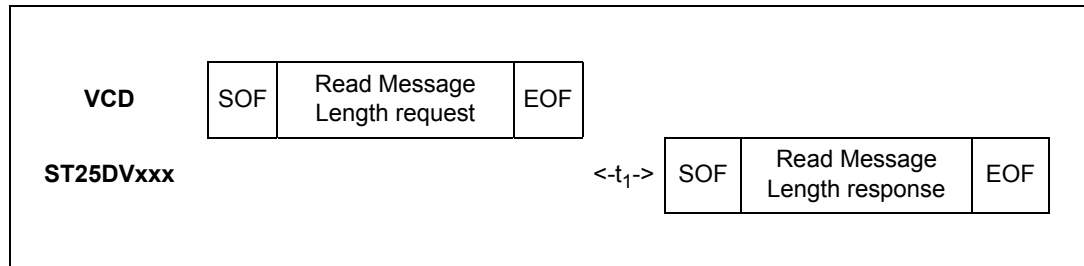 VCD SOF Read Message EOF
Length request
ST25DVxxx <-t₁-> SOF Read Message EOF
Length response